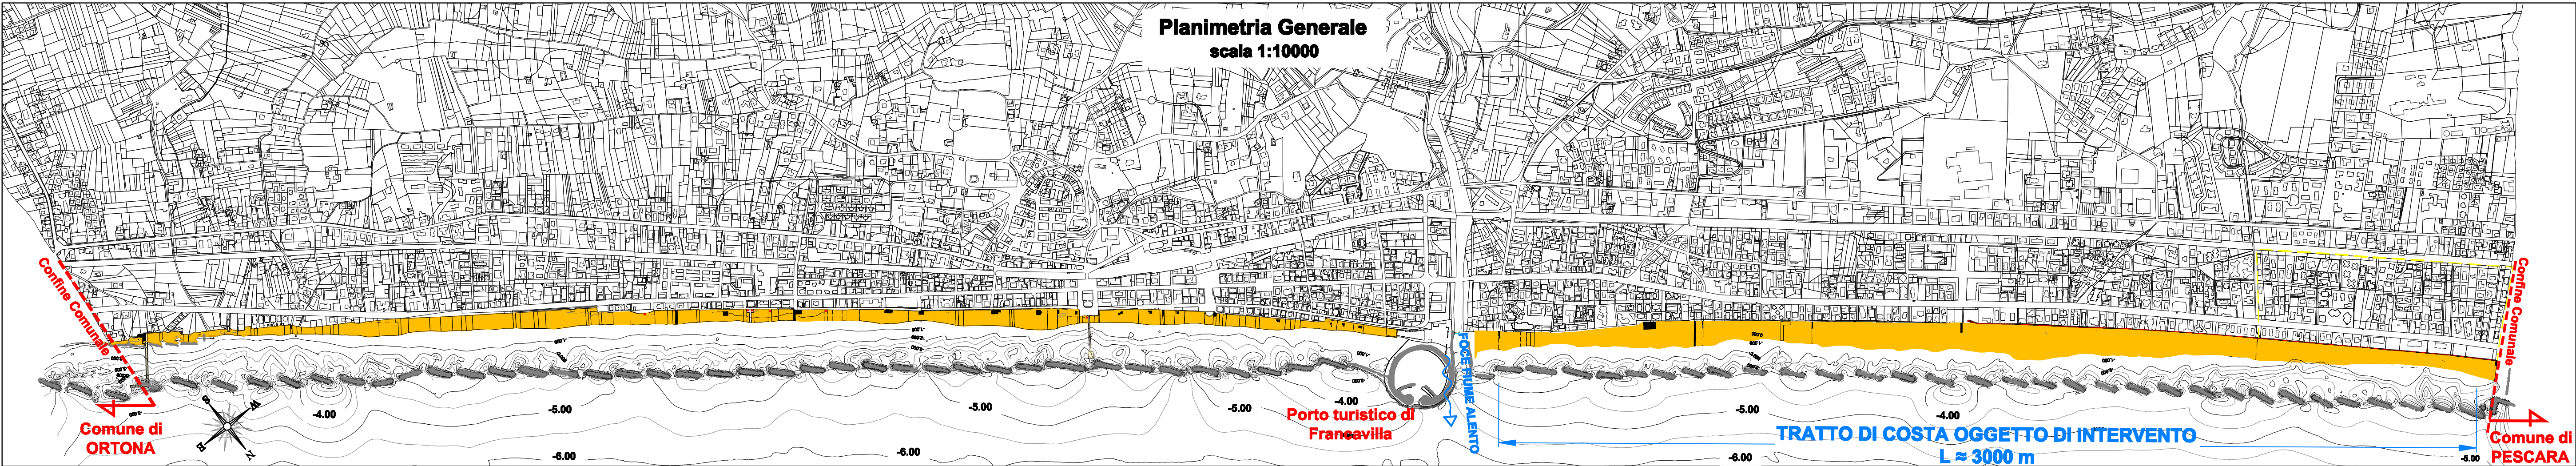 Planimetria Generale
scala 1:10000
Confine Comunale
Comune di
ORTONA
-4.00
-5.00
-6.00
-5.00
-6.00
-5.00
-4.00
Porto turistico di
Francavilla
FOCE FIUME ALENTO
-5.00
-4.00
-6.00
TRATTO DI COSTA OGGETTO DI INTERVENTO
L ≈ 3000 m
Confine Comunale
-5.00
Comune di
PESCARA
S
W
E
N